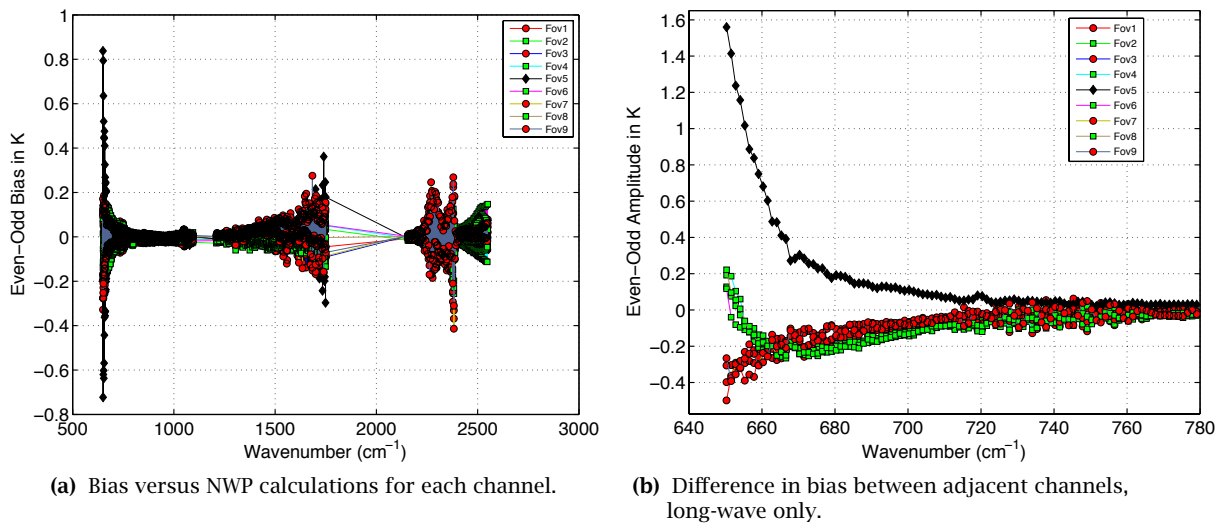 1
0.8
0.6
0.4
0.2
0
−0.2
−0.4
−0.6
−0.8
500
1000
1500
2000
2500
3000
Even−Odd Bias in K
Wavenumber (cm−1)
Fov1
Fov2
Fov3
Fov4
Fov5
Fov6
Fov7
Fov8
Fov9
(a) Bias versus NWP calculations for each channel.
1.6
1.4
1.2
1
0.8
0.6
0.4
0.2
0
−0.2
−0.4
640
660
680
700
720
740
760
780
Even−Odd Amplitude in K
Wavenumber (cm−1)
Fov1
Fov2
Fov3
Fov4
Fov5
Fov6
Fov7
Fov8
Fov9
(b) Difference in bias between adjacent channels,
long-wave only.